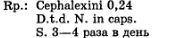 Rp.: Cephalexini 0,24
D.t.d. N. in caps.
S. 3—4 раза в день